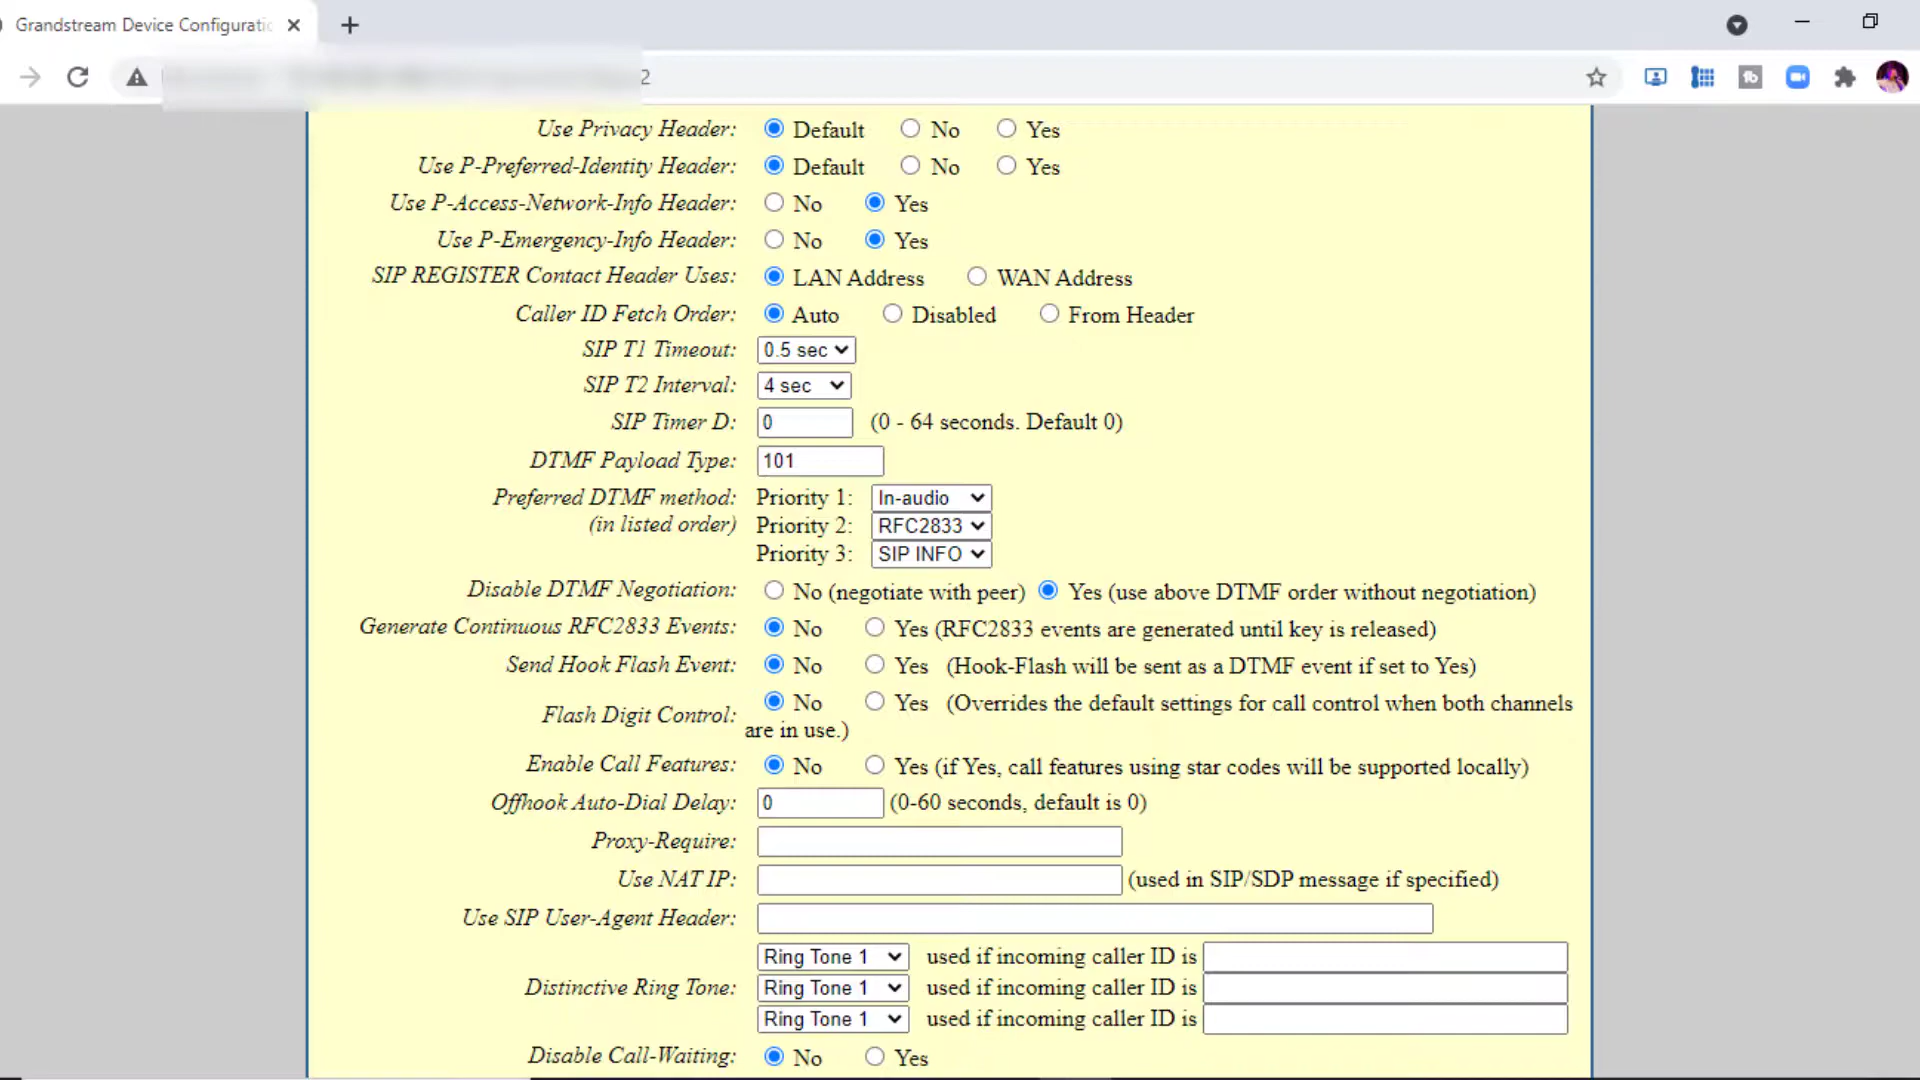 Grandstream Device Configuratic
2
Use Privacy Header: Default No Yes
Use P-Preferred-Identity Header: Default No Yes
Use P-Access-Network-Info Header: No Yes
Use P-Emergency-Info Header: No Yes
SIP REGISTER Contact Header Uses: LAN Address WAN Address
Caller ID Fetch Order: Auto Disabled From Header
SIP T1 Timeout: 0.5 sec
SIP T2 Interval: 4 sec
SIP Timer D: 0 (0 - 64 seconds. Default 0)
DTMF Payload Type: 101
Preferred DTMF method: Priority 1: In-audio
(in listed order) Priority 2: RFC2833
Priority 3: SIP INFO
Disable DTMF Negotiation: No (negotiate with peer) Yes (use above DTMF order without negotiation)
Generate Continuous RFC2833 Events: No Yes (RFC2833 events are generated until key is released)
Send Hook Flash Event: No Yes (Hook-Flash will be sent as a DTMF event if set to Yes)
Flash Digit Control: No Yes (Overrides the default settings for call control when both channels
are in use.)
Enable Call Features: No Yes (if Yes, call features using star codes will be supported locally)
Offhook Auto-Dial Delay: 0 (0-60 seconds, default is 0)
Proxy-Require:
Use NAT IP: (used in SIP/SDP message if specified)
Use SIP User-Agent Header:
Ring Tone 1 used if incoming caller ID is
Distinctive Ring Tone: Ring Tone 1 used if incoming caller ID is
Ring Tone 1 used if incoming caller ID is
Disable Call-Waiting: No Yes